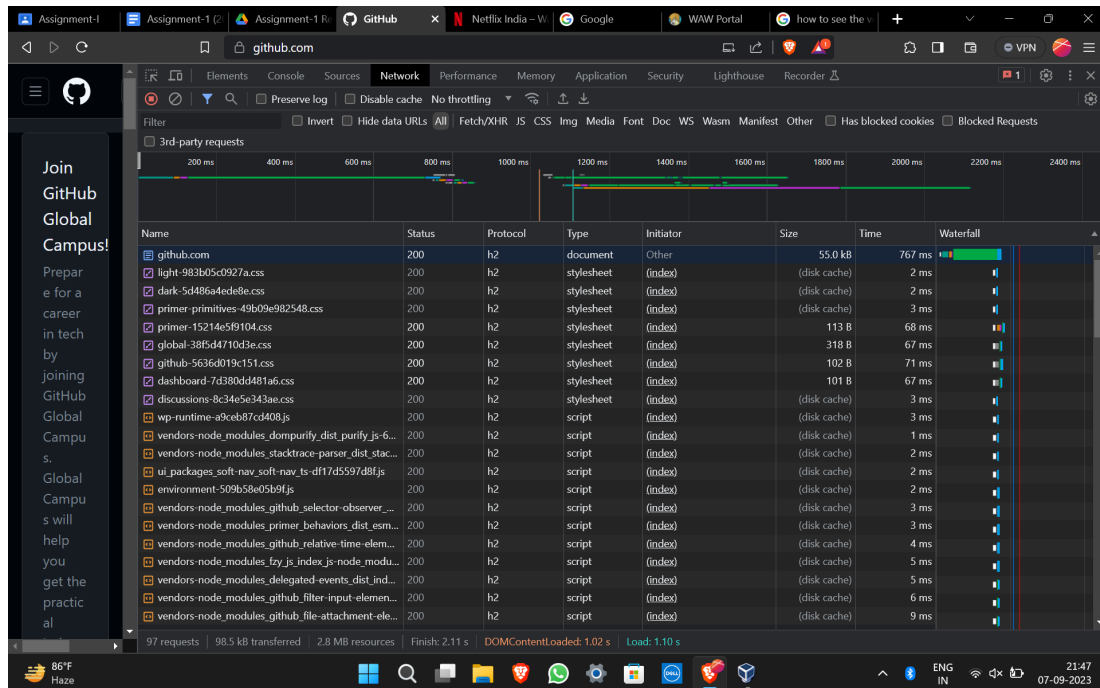 Assignment-I
Assignment-1 (2
Assignment-1 Re
GitHub
Netflix India – W
Google
WAW Portal
how to see the v
github.com
VPN
Elements Console Sources Network Performance Memory Application Security Lighthouse Recorder
1
Preserve log Disable cache No throttling
Filter
Invert Hide data URLs All Fetch/XHR JS CSS Img Media Font Doc WS Wasm Manifest Other Has blocked cookies Blocked Requests
3rd-party requests
200 ms 400 ms 600 ms 800 ms 1000 ms 1200 ms 1400 ms 1600 ms 1800 ms 2000 ms 2200 ms 2400 ms
Join
GitHub
Global
Campus!
Prepar
e for a
career
in tech
by
joining
GitHub
Global
Campu
s.
Global
Campu
s will
help
you
get the
practic
al
Name Status Protocol Type Initiator Size Time Waterfall
github.com 200 h2 document Other 55.0 kB 767 ms
light-983b05c0927a.css 200 h2 stylesheet (index) (disk cache) 2 ms
dark-5d486a4ede8e.css 200 h2 stylesheet (index) (disk cache) 2 ms
primer-primitives-49b09e982548.css 200 h2 stylesheet (index) (disk cache) 3 ms
primer-15214e5f9104.css 200 h2 stylesheet (index) 113 B 68 ms
global-38f5d4710d3e.css 200 h2 stylesheet (index) 318 B 67 ms
github-5636d019c151.css 200 h2 stylesheet (index) 102 B 71 ms
dashboard-7d380dd481a6.css 200 h2 stylesheet (index) 101 B 67 ms
discussions-8c34e5e343ae.css 200 h2 stylesheet (index) (disk cache) 3 ms
wp-runtime-a9ceb87cd408.js 200 h2 script (index) (disk cache) 3 ms
vendors-node_modules_dompurify_dist_purify_js-6... 200 h2 script (index) (disk cache) 1 ms
vendors-node_modules_stacktrace-parser_dist_stac... 200 h2 script (index) (disk cache) 2 ms
ui_packages_soft-nav_soft-nav_ts-df17d5597d8f.js 200 h2 script (index) (disk cache) 2 ms
environment-509b58e05b9f.js 200 h2 script (index) (disk cache) 2 ms
vendors-node_modules_github_selector-observer_... 200 h2 script (index) (disk cache) 3 ms
vendors-node_modules_primer_behaviors_dist_esm... 200 h2 script (index) (disk cache) 3 ms
vendors-node_modules_github_relative-time-elem... 200 h2 script (index) (disk cache) 4 ms
vendors-node_modules_fzy_js_index_js-node_modu... 200 h2 script (index) (disk cache) 5 ms
vendors-node_modules_delegated-events_dist_ind... 200 h2 script (index) (disk cache) 5 ms
vendors-node_modules_github_filter-input-elemen... 200 h2 script (index) (disk cache) 6 ms
vendors-node_modules_github_file-attachment-ele... 200 h2 script (index) (disk cache) 9 ms
97 requests 98.5 kB transferred 2.8 MB resources Finish: 2.11 s DOMContentLoaded: 1.02 s Load: 1.10 s
86°F
Haze
DELL
ENG
IN
21:47
07-09-2023